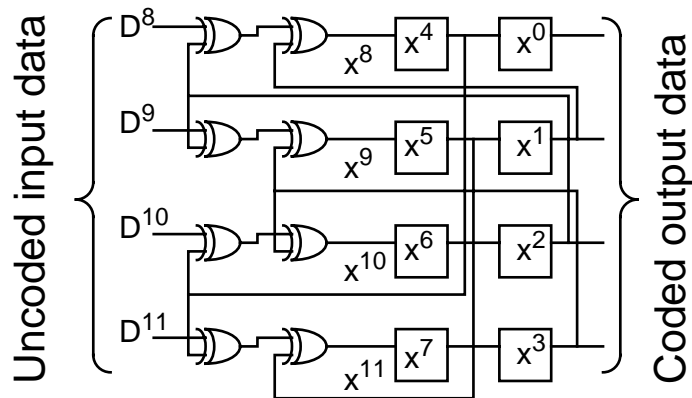 Uncoded input data
D⁸
x⁸
x⁴
x⁰
D⁹
x⁹
x⁵
x¹
D¹⁰
x¹⁰
x⁶
x²
D¹¹
x¹¹
x⁷
x³
Coded output data